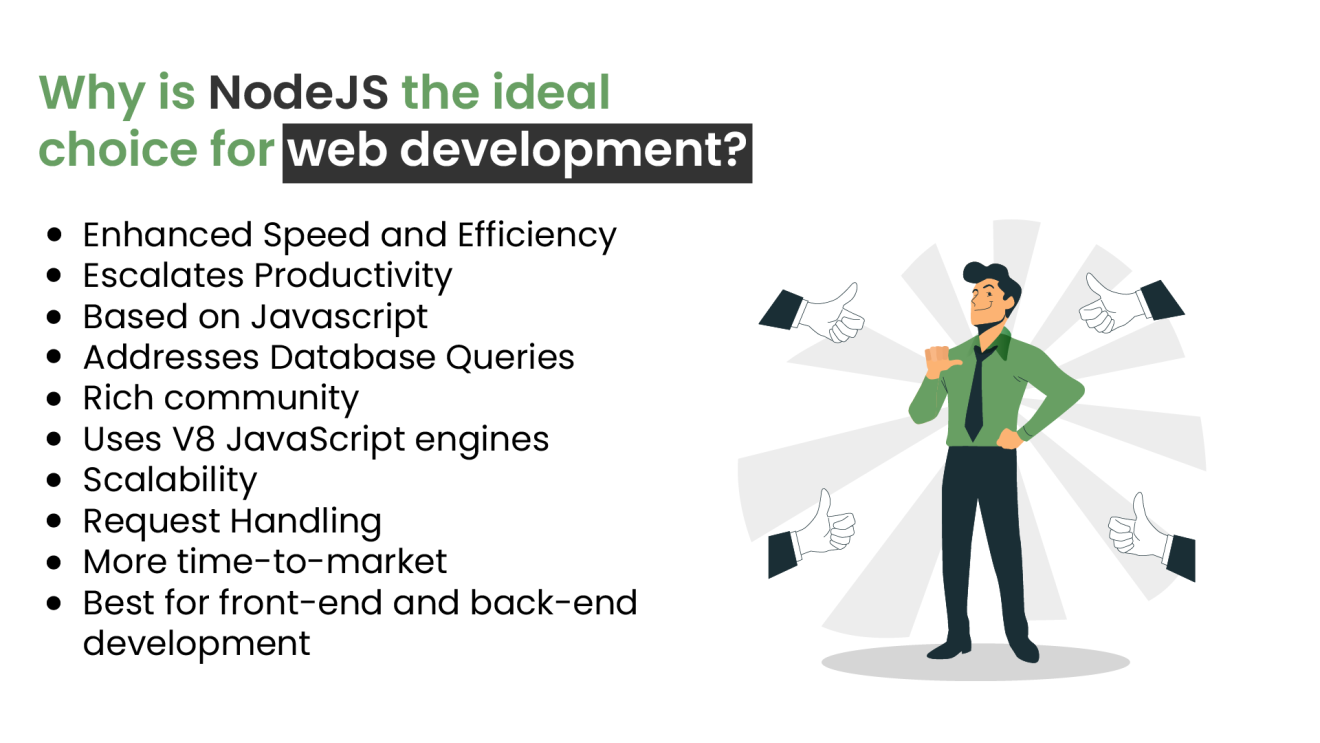 Why is NodeJS the ideal
choice for web development?
• Enhanced Speed and Efficiency
• Escalates Productivity
• Based on Javascript
• Addresses Database Queries
• Rich community
• Uses V8 JavaScript engines
• Scalability
• Request Handling
• More time-to-market
• Best for front-end and back-end
development